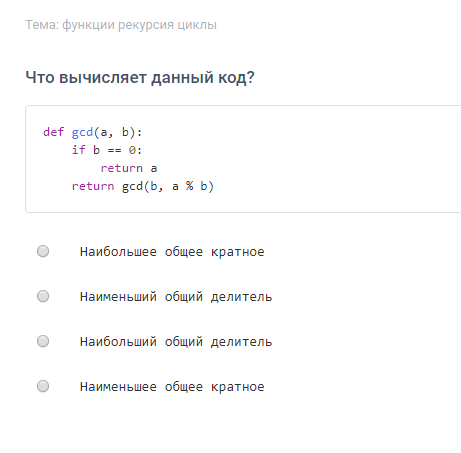 Тема: функции рекурсия циклы
Что вычисляет данный код?
def gcd(a, b):
    if b == 0:
        return a
    return gcd(b, a % b)
Наибольшее общее кратное
Наименьший общий делитель
Наибольший общий делитель
Наименьшее общее кратное